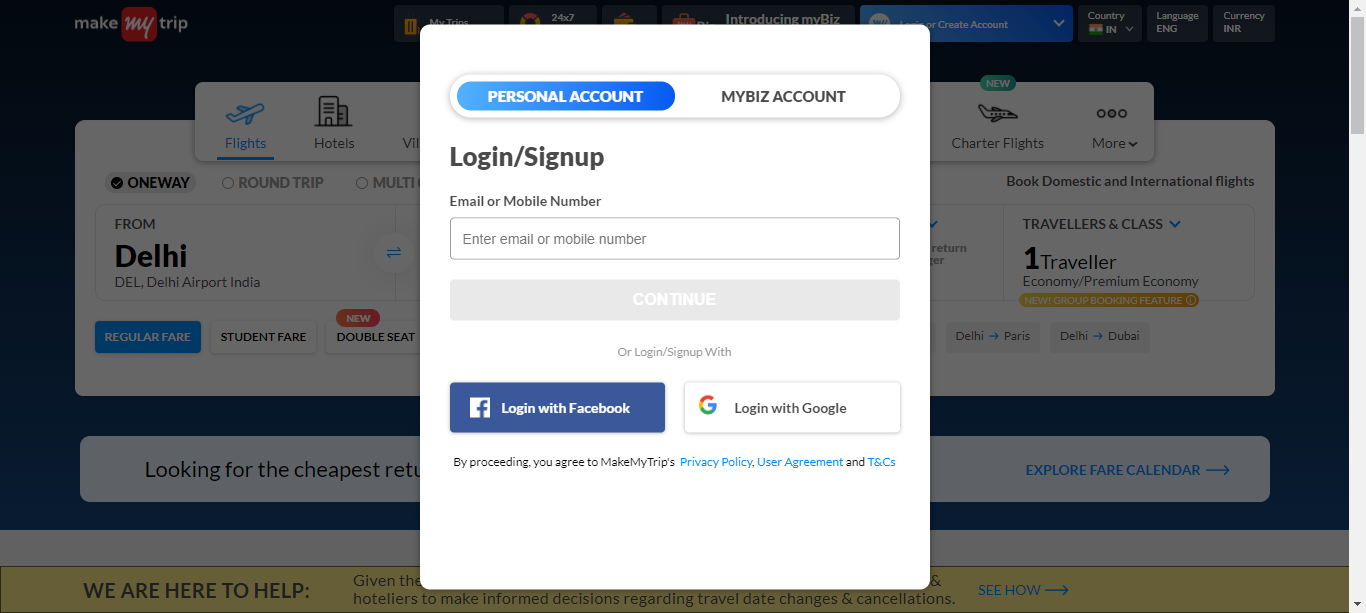 make my trip
My Trips
24x7
Introducing myBiz
Login or Create Account
Country
IN
Language
ENG
Currency
INR
PERSONAL ACCOUNT
MYBIZ ACCOUNT
Login/Signup
Email or Mobile Number
Enter email or mobile number
CONTINUE
Or Login/Signup With
Login with Facebook
Login with Google
By proceeding, you agree to MakeMyTrip's Privacy Policy, User Agreement and T&Cs
Flights
Hotels
Vil
NEW
Charter Flights
More
ONEWAY
ROUND TRIP
MULTI
Book Domestic and International flights
FROM
Delhi
DEL, Delhi Airport India
return
TRAVELLERS & CLASS
1 Traveller
Economy/Premium Economy
NEW! GROUP BOOKING FEATURE
REGULAR FARE
STUDENT FARE
NEW
DOUBLE SEAT
Delhi → Paris
Delhi → Dubai
Looking for the cheapest retu
EXPLORE FARE CALENDAR
WE ARE HERE TO HELP:
Given the
&
hoteliers to make informed decisions regarding travel date changes & cancellations.
SEE HOW